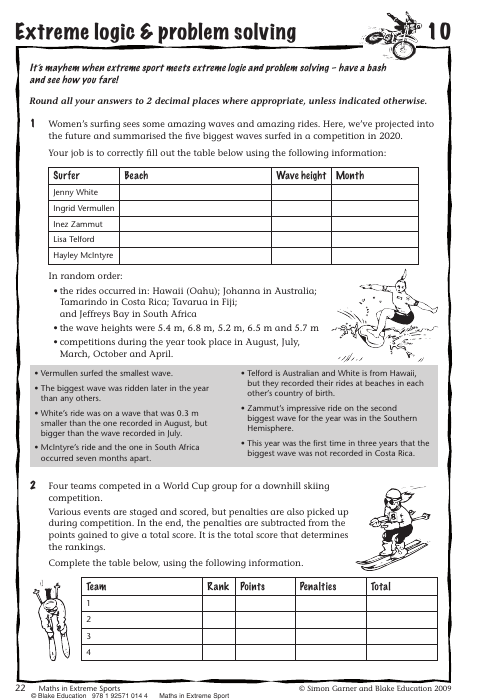 Extreme logic & problem solving 10
It's mayhem when extreme sport meets extreme logic and problem solving – have a bash
and see how you fare!
Round all your answers to 2 decimal places where appropriate, unless indicated otherwise.
1 Women's surfing sees some amazing waves and amazing rides. Here, we've projected into
the future and summarised the five biggest waves surfed in a competition in 2020.
Your job is to correctly fill out the table below using the following information:
Surfer Beach Wave height Month
Jenny White
Ingrid Vermullen
Inez Zammut
Lisa Telford
Hayley McIntyre
In random order:
• the rides occurred in: Hawaii (Oahu); Johanna in Australia;
Tamarindo in Costa Rica; Tavarua in Fiji;
and Jeffreys Bay in South Africa
• the wave heights were 5.4 m, 6.8 m, 5.2 m, 6.5 m and 5.7 m
• competitions during the year took place in August, July,
March, October and April.
• Vermullen surfed the smallest wave.
• The biggest wave was ridden later in the year
than any others.
• White's ride was on a wave that was 0.3 m
smaller than the one recorded in August, but
bigger than the wave recorded in July.
• McIntyre's ride and the one in South Africa
occurred seven months apart.
• Telford is Australian and White is from Hawaii,
but they recorded their rides at beaches in each
other's country of birth.
• Zammut's impressive ride on the second
biggest wave for the year was in the Southern
Hemisphere.
• This year was the first time in three years that the
biggest wave was not recorded in Costa Rica.
2 Four teams competed in a World Cup group for a downhill skiing
competition.
Various events are staged and scored, but penalties are also picked up
during competition. In the end, the penalties are subtracted from the
points gained to give a total score. It is the total score that determines
the rankings.
Complete the table below, using the following information.
Team Rank Points Penalties Total
1
2
3
4
22 Maths in Extreme Sports © Simon Garner and Blake Education 2009
© Blake Education 978 1 92571 014 4 Maths in Extreme Sport